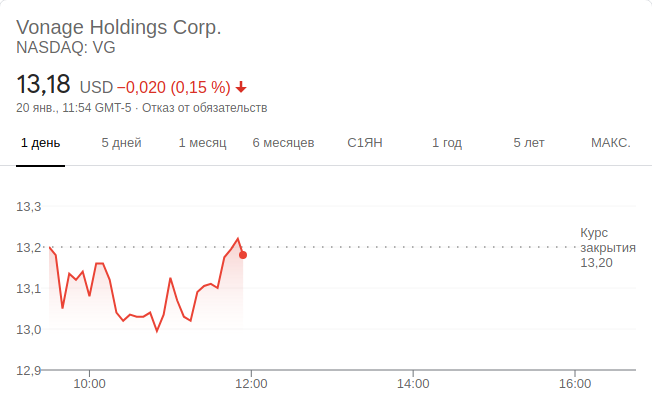 Vonage Holdings Corp.
NASDAQ: VG
13,18 USD −0,020 (0,15 %)
20 янв., 11:54 GMT-5 · Отказ от обязательств
1 день 5 дней 1 месяц 6 месяцев С1ЯН 1 год 5 лет МАКС.
13,3
13,2
13,1
13,0
12,9
Курс
закрытия
13,20
10:00 12:00 14:00 16:00